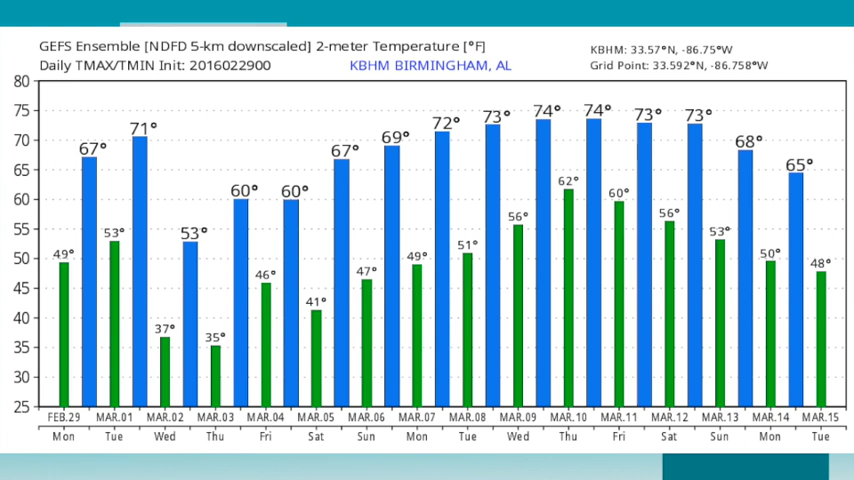 GEFS Ensemble [NDFD 5-km downscaled] 2-meter Temperature [°F]
Daily TMAX/TMIN Init: 2016022900
KBHM BIRMINGHAM, AL
KBHM: 33.57°N, -86.75°W
Grid Point: 33.592°N, -86.758°W
80
75
70
65
60
55
50
45
40
35
30
25
49° 67° 53° 71° 37° 53° 35° 60° 46° 60° 41° 67° 47° 69° 49° 72° 51° 73° 56° 74° 62° 74° 60° 73° 56° 73° 53° 68° 50° 65° 48°
FEB.29 MAR.01 MAR.02 MAR.03 MAR.04 MAR.05 MAR.06 MAR.07 MAR.08 MAR.09 MAR.10 MAR.11 MAR.12 MAR.13 MAR.14 MAR.15
Mon Tue Wed Thu Fri Sat Sun Mon Tue Wed Thu Fri Sat Sun Mon Tue